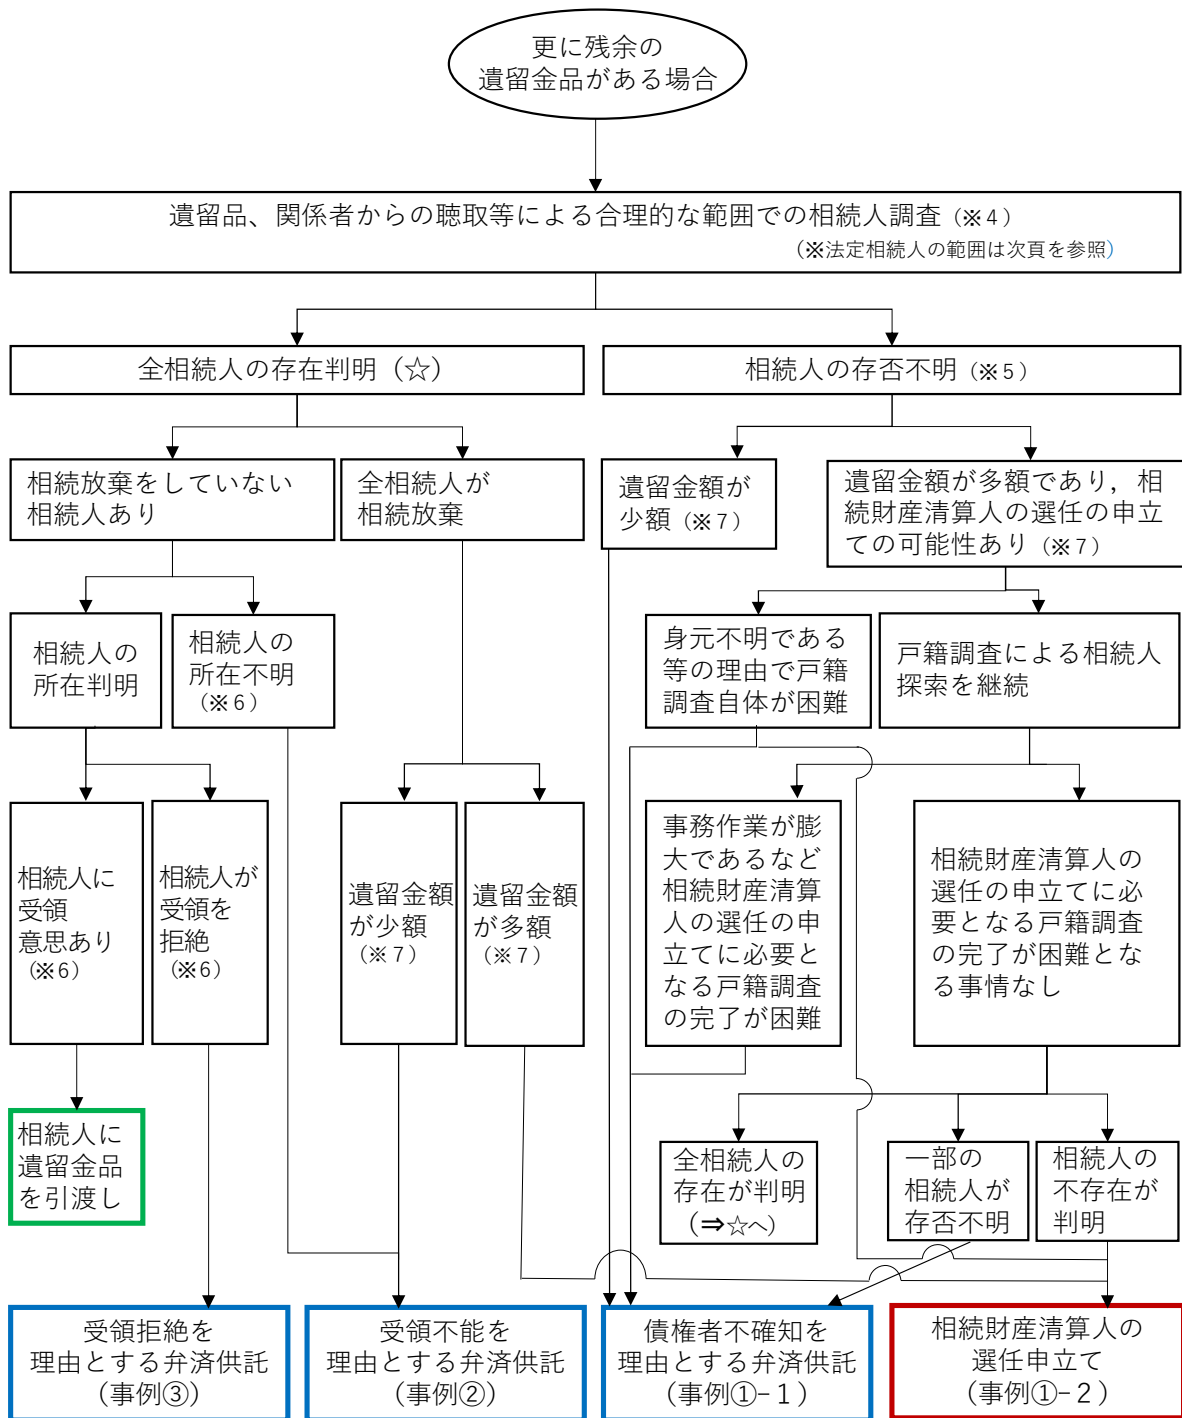 更に残余の
遺留金品がある場合
遺留品、関係者からの聴取等による合理的な範囲での相続人調査（※４）
（※法定相続人の範囲は次頁を参照）
全相続人の存在判明（☆）
相続人の存否不明（※５）
相続放棄をしていない
相続人あり
全相続人が
相続放棄
遺留金額が
少額（※７）
遺留金額が多額であり，相
続財産清算人の選任の申立
ての可能性あり（※７）
相続人の
所在判明
相続人の
所在不明
（※６）
身元不明である
等の理由で戸籍
調査自体が困難
戸籍調査による相続人
探索を継続
相続人に
受領
意思あり
（※６）
相続人が
受領を
拒絶
（※６）
遺留金額
が少額
（※７）
遺留金額
が多額
（※７）
事務作業が膨
大であるなど
相続財産清算
人の選任の申
立てに必要と
なる戸籍調査
の完了が困難
相続財産清算人の
選任の申立てに必
要となる戸籍調査
の完了が困難とな
る事情なし
相続人に
遺留金品
を引渡し
全相続人の
存在が判明
（⇒☆へ）
一部の
相続人が
存否不明
相続人の
不存在が
判明
受領拒絶を
理由とする弁済供託
（事例③）
受領不能を
理由とする弁済供託
（事例②）
債権者不確知を
理由とする弁済供託
（事例①-１）
相続財産清算人の
選任申立て
（事例①-２）